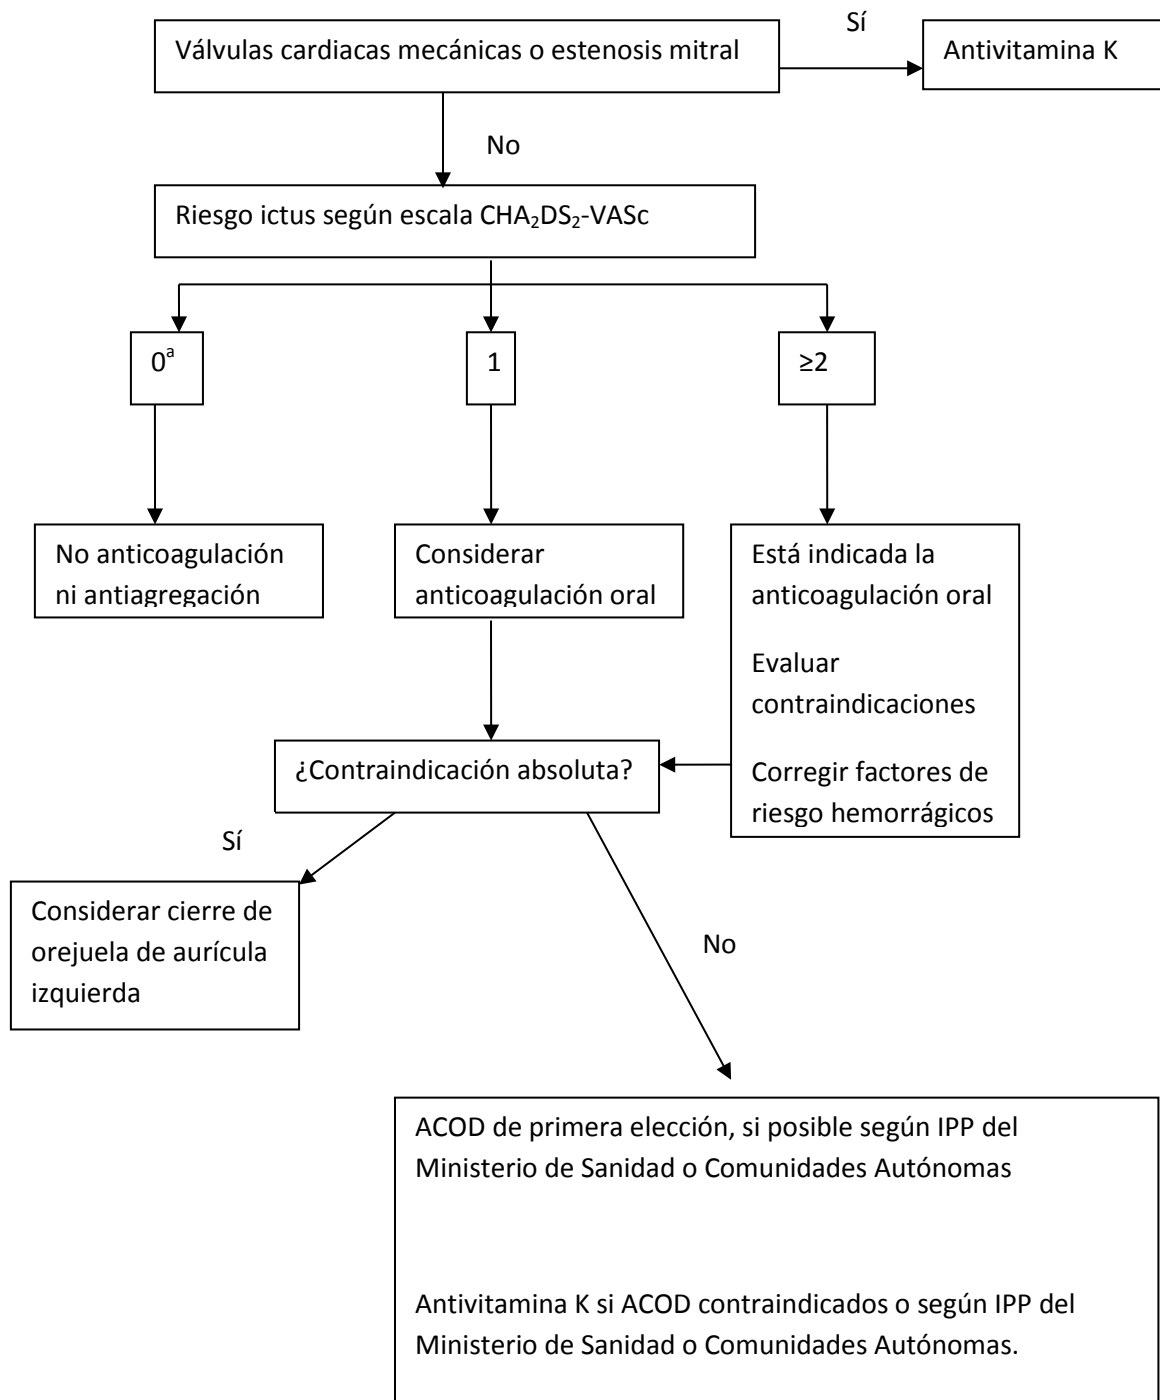 Sí
Válvulas cardiacas mecánicas o estenosis mitral
Antivitamina K
No
Riesgo ictus según escala CHA₂DS₂-VASc
0ᵃ
1
≥2
No anticoagulación
ni antiagregación
Considerar
anticoagulación oral
Está indicada la
anticoagulación oral
Evaluar
contraindicaciones
Corregir factores de
riesgo hemorrágicos
¿Contraindicación absoluta?
Sí
Considerar cierre de
orejuela de aurícula
izquierda
No
ACOD de primera elección, si posible según IPP del
Ministerio de Sanidad o Comunidades Autónomas
Antivitamina K si ACOD contraindicados o según IPP del
Ministerio de Sanidad o Comunidades Autónomas.